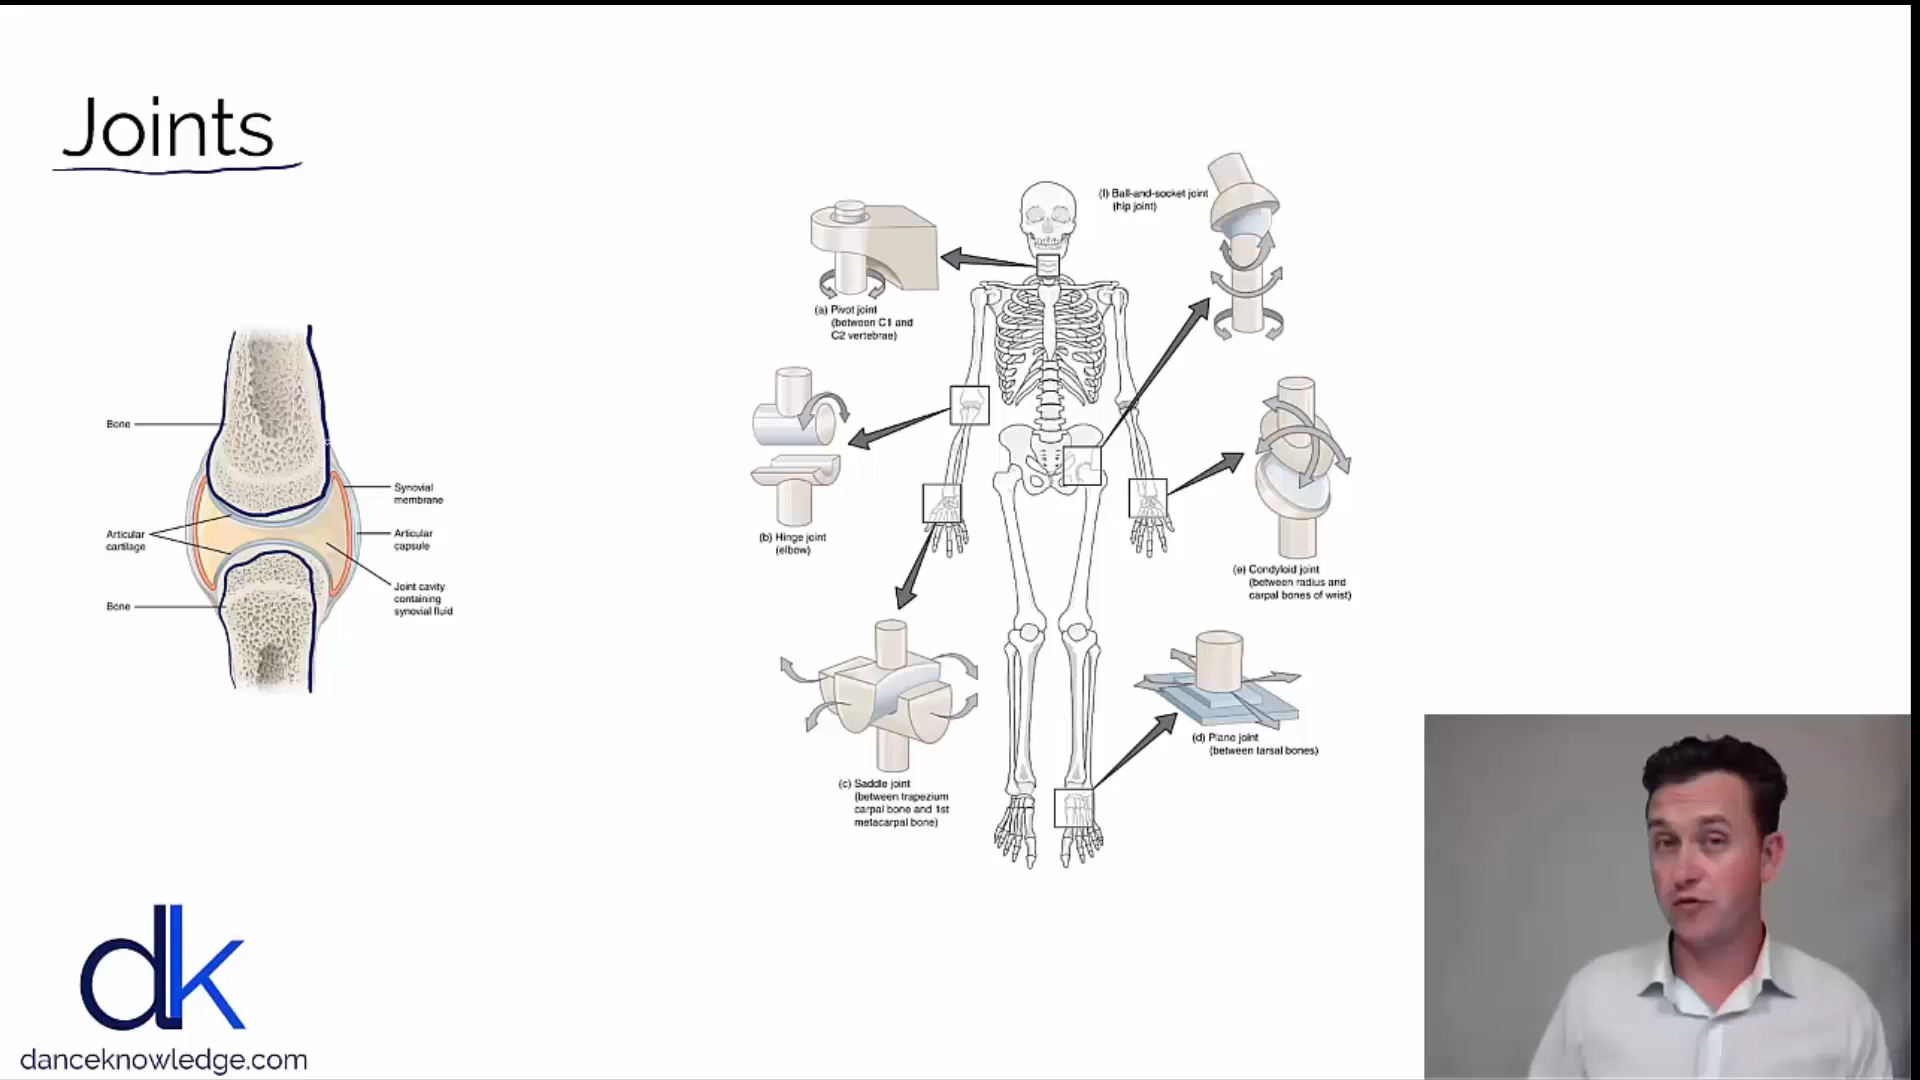 Joints
Bone
Synovial
membrane
Articular
cartilage
Articular
capsule
Joint cavity
containing
synovial fluid
Bone
(a) Pivot joint
(between C1 and
C2 vertebrae)
(f) Ball-and-socket joint
(hip joint)
(b) Hinge joint
(elbow)
(e) Condyloid joint
(between radius and
carpal bones of wrist)
(c) Saddle joint
(between trapezium
carpal bone and 1st
metacarpal bone)
(d) Plane joint
(between tarsal bones)
dk
danceknowledge.com